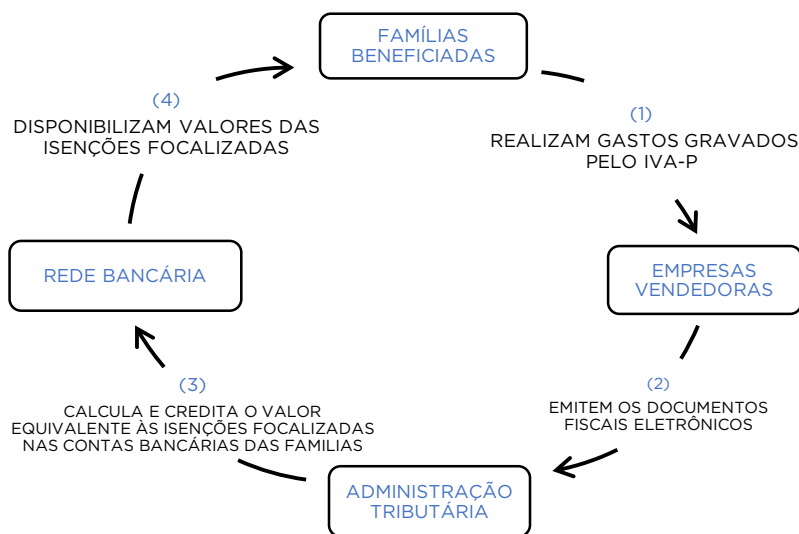 FAMÍLIAS
BENEFICIADAS
(1)
REALIZAM GASTOS GRAVADOS
PELO IVA-P
EMPRESAS
VENDEDORAS
(2)
EMITEM OS DOCUMENTOS
FISCAIS ELETRÔNICOS
ADMINISTRAÇÃO
TRIBUTÁRIA
(3)
CALCULA E CREDITA O VALOR
EQUIVALENTE ÀS ISENÇÕES FOCALIZADAS
NAS CONTAS BANCÁRIAS DAS FAMILIAS
REDE BANCÁRIA
(4)
DISPONIBILIZAM VALORES DAS
ISENÇÕES FOCALIZADAS